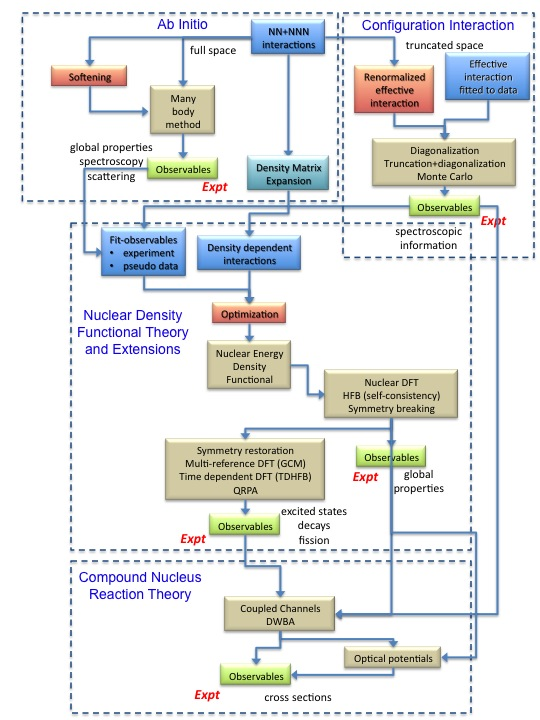 Ab Initio
NN+NNN
interactions
full space
Softening
Many
body
method
global properties
spectroscopy
scattering
Observables
Expt
Density Matrix
Expansion
Configuration Interaction
truncated space
Renormalized
effective
interaction
Effective
interaction
fitted to data
Diagonalization
Truncation+diagonalization
Monte Carlo
Observables
Expt
spectroscopic
information
Fit-observables
• experiment
• pseudo data
Density dependent
interactions
Nuclear Density
Functional Theory
and Extensions
Optimization
Nuclear Energy
Density
Functional
Nuclear DFT
HFB (self-consistency)
Symmetry breaking
Symmetry restoration
Multi-reference DFT (GCM)
Time dependent DFT (TDHFB)
QRPA
Observables
Expt
global
properties
Observables
Expt
excited states
decays
fission
Compound Nucleus
Reaction Theory
Coupled Channels
DWBA
Optical potentials
Observables
Expt
cross sections